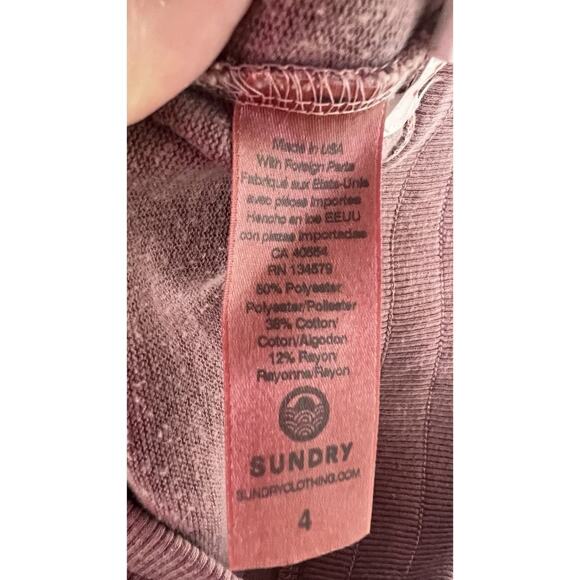 Made in USA
With Foreign Parts
Fabriqué aux États-Unis
avec pièces importes
Hencho en los EEUU
con piezas importadas
CA 40554
RN 134579
50% Polyester
Polyester/Poliester
38% Cotton/
Coton/Algodon
12% Rayon/
Rayonne/Rayon
SUNDRY
SUNDRYCLOTHING.COM
4